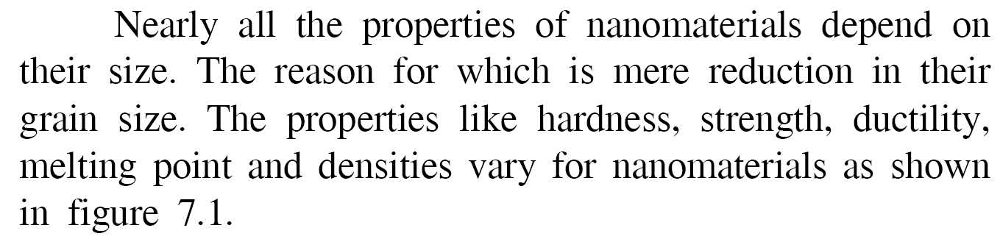 Nearly all the properties of nanomaterials depend on
their size. The reason for which is mere reduction in their
grain size. The properties like hardness, strength, ductility,
melting point and densities vary for nanomaterials as shown
in figure 7.1.